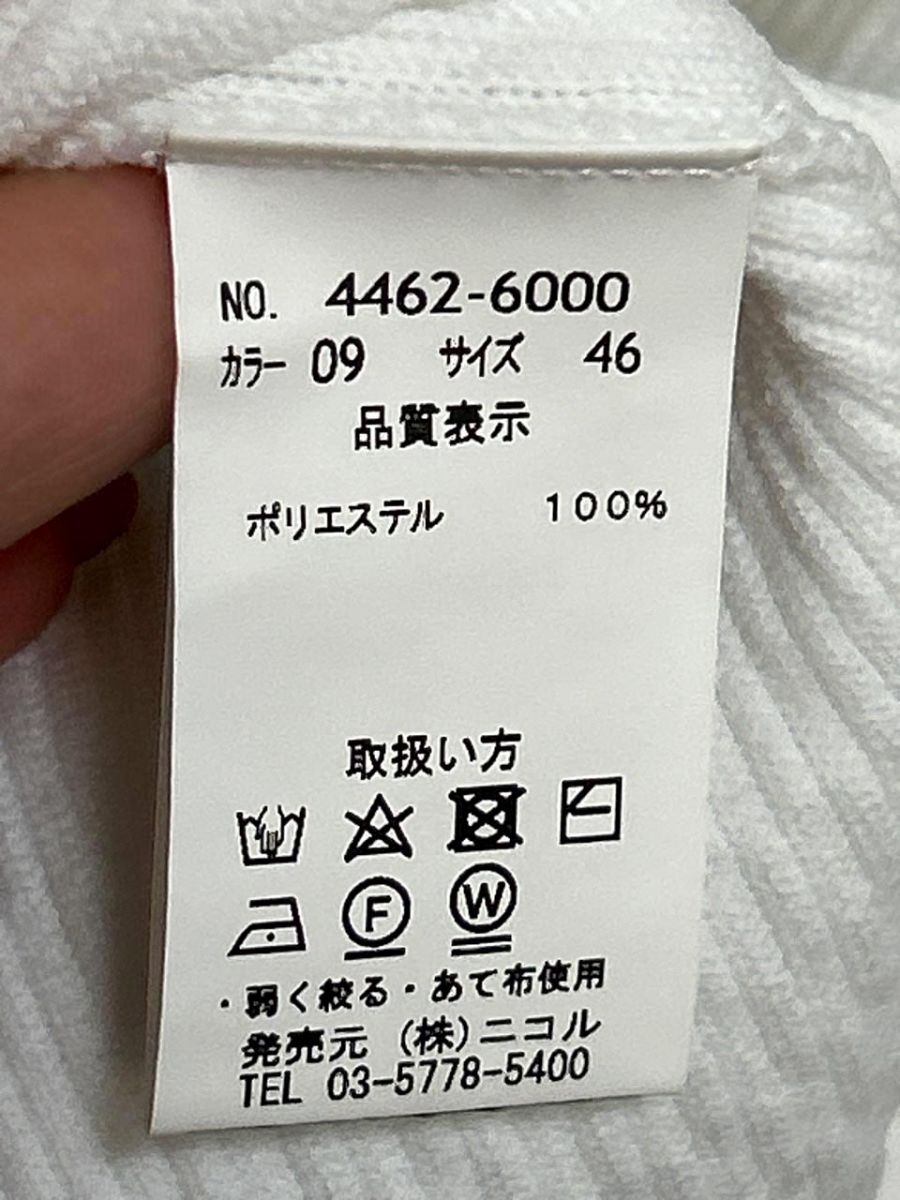 NO. 4462-6000
カラー 09 サイズ 46
品質表示
ポリエステル 100%
取扱い方
F W
・弱く絞る・あて布使用
発売元 (株)ニコル
TEL 03-5778-5400